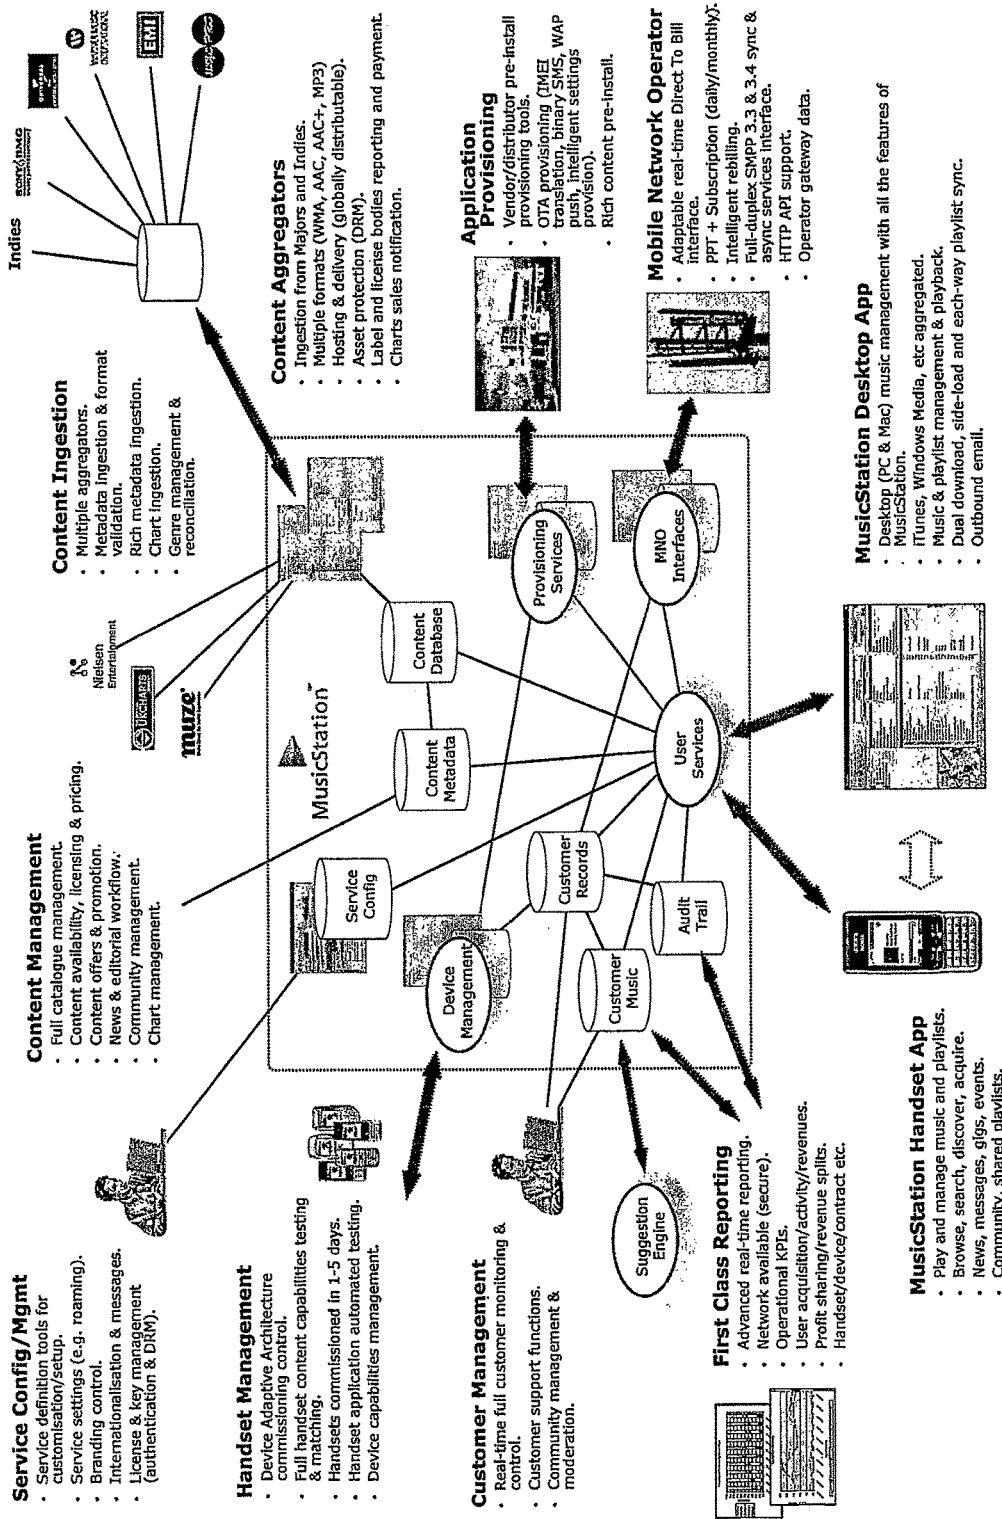 Service Config/Mgmt
· Service definition tools for
customisation/setup.
· Service settings (e.g. roaming).
· Branding control.
· Internationalisation & messages.
· License & key management
(authentication & DRM).
Content Management
· Full catalogue management.
· Content availability, licensing & pricing.
· Content offers & promotion.
· News & editorial workflow.
· Community management.
· Chart management.
Content Ingestion
· Multiple aggregators.
· Metadata ingestion & format
validation.
· Rich metadata ingestion.
· Chart ingestion.
· Genre management &
reconciliation.
Indies
SONY BMG
EMI
Nielsen
Entertainment
UKCHARTS
muze
Content Aggregators
· Ingestion from Majors and Indies.
· Multiple formats (WMA, AAC, AAC+, MP3)
· Hosting & delivery (globally distributable).
· Asset protection (DRM).
· Label and license bodies reporting and payment.
· Charts sales notification.
Handset Management
· Device Adaptive Architecture
commissioning control.
· Full handset content capabilities testing
& matching.
· Handsets commissioned in 1-5 days.
· Handset application automated testing.
· Device capabilities management.
MusicStation™
Service
Config
Content
Metadata
Content
Database
Device
Management
Customer
Records
Customer
Music
Audit
Trail
User
Services
Provisioning
Services
MNO
Interfaces
Application
Provisioning
· Vendor/distributor pre-install
provisioning tools.
· OTA provisioning (IMEI
translation, binary SMS, WAP
push, intelligent settings
provision).
· Rich content pre-install.
Customer Management
· Real-time full customer monitoring &
control.
· Customer support functions.
· Community management &
moderation.
Suggestion
Engine
Mobile Network Operator
· Adaptable real-time Direct To Bill
interface.
· PPT + Subscription (daily/monthly).
· Intelligent rebilling.
· Full-duplex SMPP 3.3 & 3.4 sync &
async services interface.
· HTTP API support.
· Operator gateway data.
First Class Reporting
· Advanced real-time reporting.
· Network available (secure).
· Operational KPIs.
· User acquisition/activity/revenues.
· Profit sharing/revenue splits.
· Handset/device/contract etc.
MusicStation Handset App
· Play and manage music and playlists.
· Browse, search, discover, acquire.
· News, messages, gigs, events.
· Community, shared playlists.
MusicStation Desktop App
· Desktop (PC & Mac) music management with all the features of
MusicStation.
· iTunes, Windows Media, etc aggregated.
· Music & playlist management & playback.
· Dual download, side-load and each-way playlist sync.
· Outbound email.